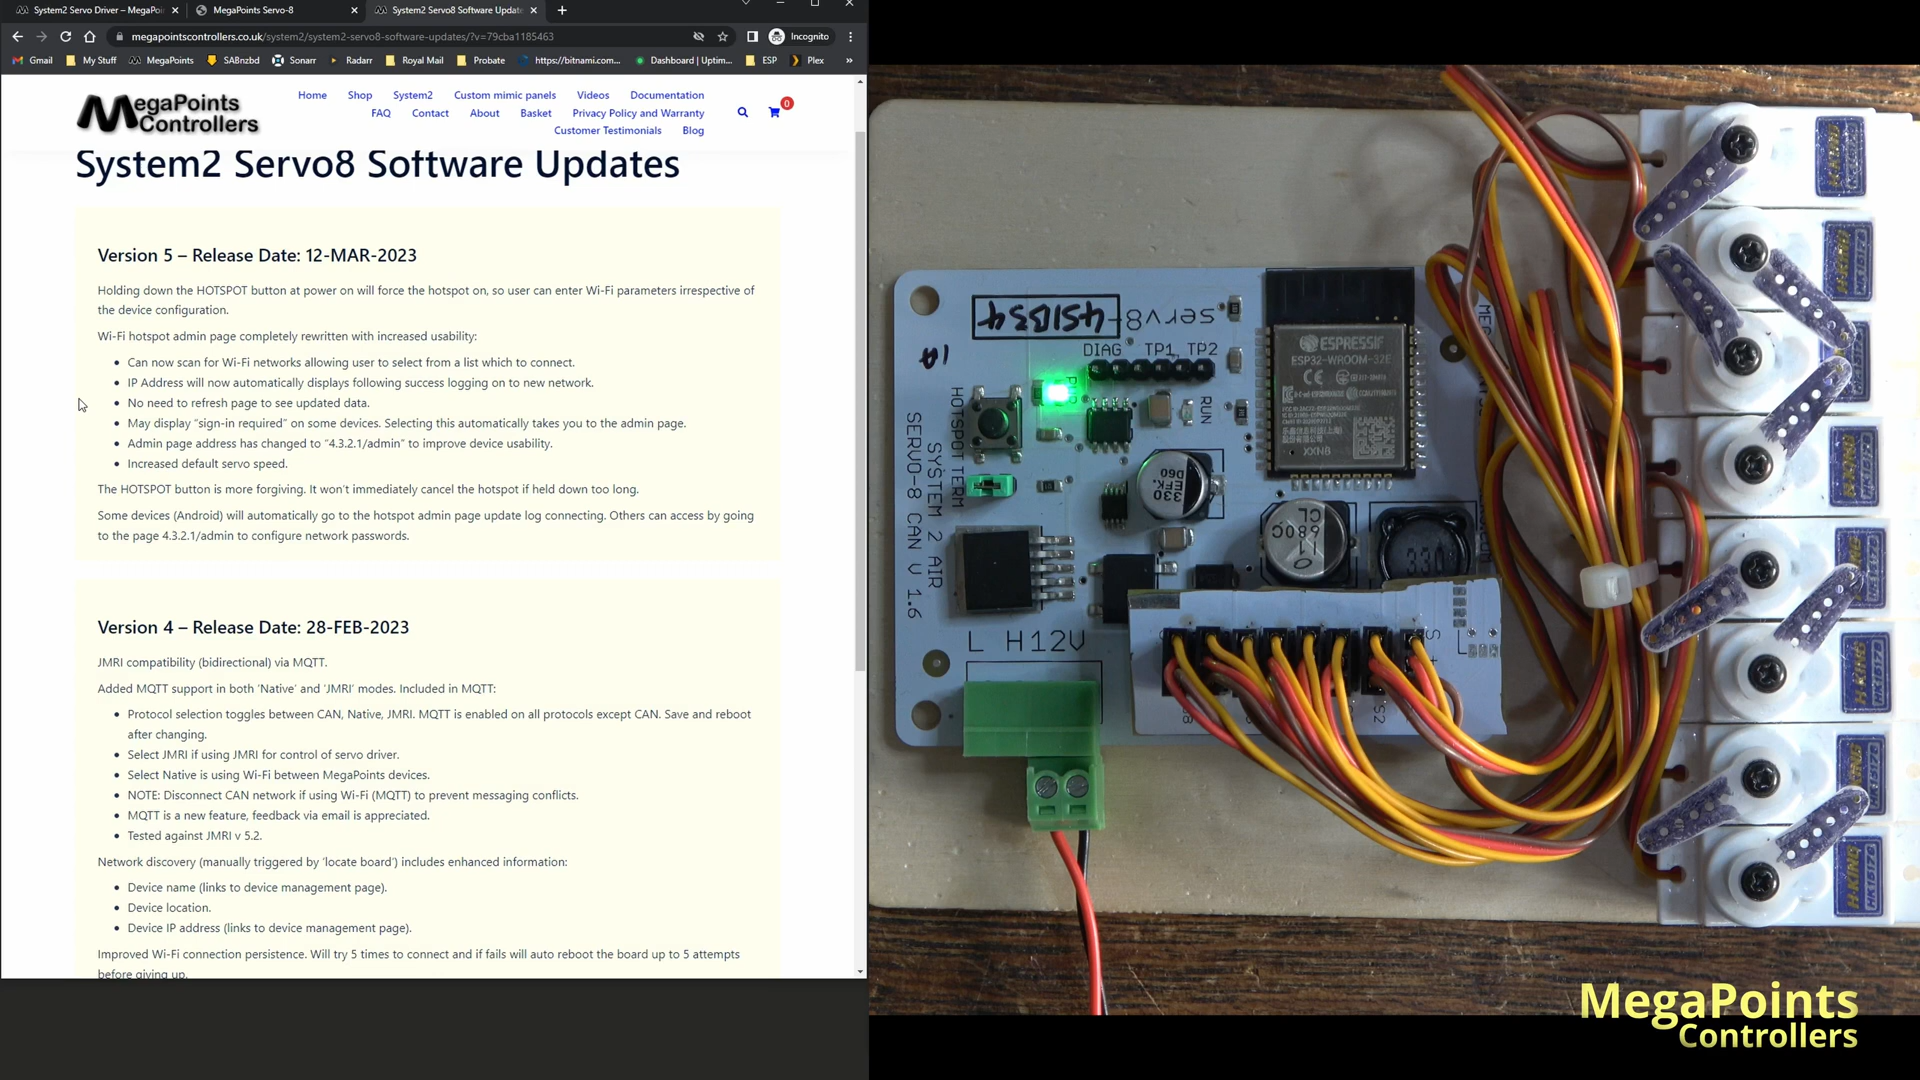 System2 Servo Driver – MegaPoi
MegaPoints Servo-8
System2 Servo8 Software Updat
megapointscontrollers.co.uk/system2/system2-servo8-software-updates/?v=79cba1185463
Incognito
Gmail
My Stuff
MegaPoints
SABnzbd
Sonarr
Radarr
Royal Mail
Probate
https://bitnami.com...
Dashboard | Uptim...
ESP
Plex
MegaPoints
Controllers
Home
Shop
System2
Custom mimic panels
Videos
Documentation
FAQ
Contact
About
Basket
Privacy Policy and Warranty
Customer Testimonials
Blog
0
System2 Servo8 Software Updates
Version 5 – Release Date: 12-MAR-2023
Holding down the HOTSPOT button at power on will force the hotspot on, so user can enter Wi-Fi parameters irrespective of
the device configuration.
Wi-Fi hotspot admin page completely rewritten with increased usability:
Can now scan for Wi-Fi networks allowing user to select from a list which to connect.
IP Address will now automatically displays following success logging on to new network.
No need to refresh page to see updated data.
May display “sign-in required” on some devices. Selecting this automatically takes you to the admin page.
Admin page address has changed to “4.3.2.1/admin” to improve device usability.
Increased default servo speed.
The HOTSPOT button is more forgiving. It won’t immediately cancel the hotspot if held down too long.
Some devices (Android) will automatically go to the hotspot admin page update log connecting. Others can access by going
to the page 4.3.2.1/admin to configure network passwords.
Version 4 – Release Date: 28-FEB-2023
JMRI compatibility (bidirectional) via MQTT.
Added MQTT support in both ‘Native’ and ‘JMRI’ modes. Included in MQTT:
Protocol selection toggles between CAN, Native, JMRI. MQTT is enabled on all protocols except CAN. Save and reboot
after changing.
Select JMRI if using JMRI for control of servo driver.
Select Native is using Wi-Fi between MegaPoints devices.
NOTE: Disconnect CAN network if using Wi-Fi (MQTT) to prevent messaging conflicts.
MQTT is a new feature, feedback via email is appreciated.
Tested against JMRI v 5.2.
Network discovery (manually triggered by ‘locate board’) includes enhanced information:
Device name (links to device management page).
Device location.
Device IP address (links to device management page).
Improved Wi-Fi connection persistence. Will try 5 times to connect and if fails will auto reboot the board up to 5 attempts
before giving up.
serv8-451B34
DIAG TP1 TP2
RUN
HOTSPOT TERM
SYSTEM 2 AIR
SERVO-8 CAN V 1.6
ESPRESSIF
ESP32-WROOM-32E
XXN8
330
EFK
D60
10
680C
CL
330
L H 12V
S2
H-KING
HK15178
MegaPoints
Controllers